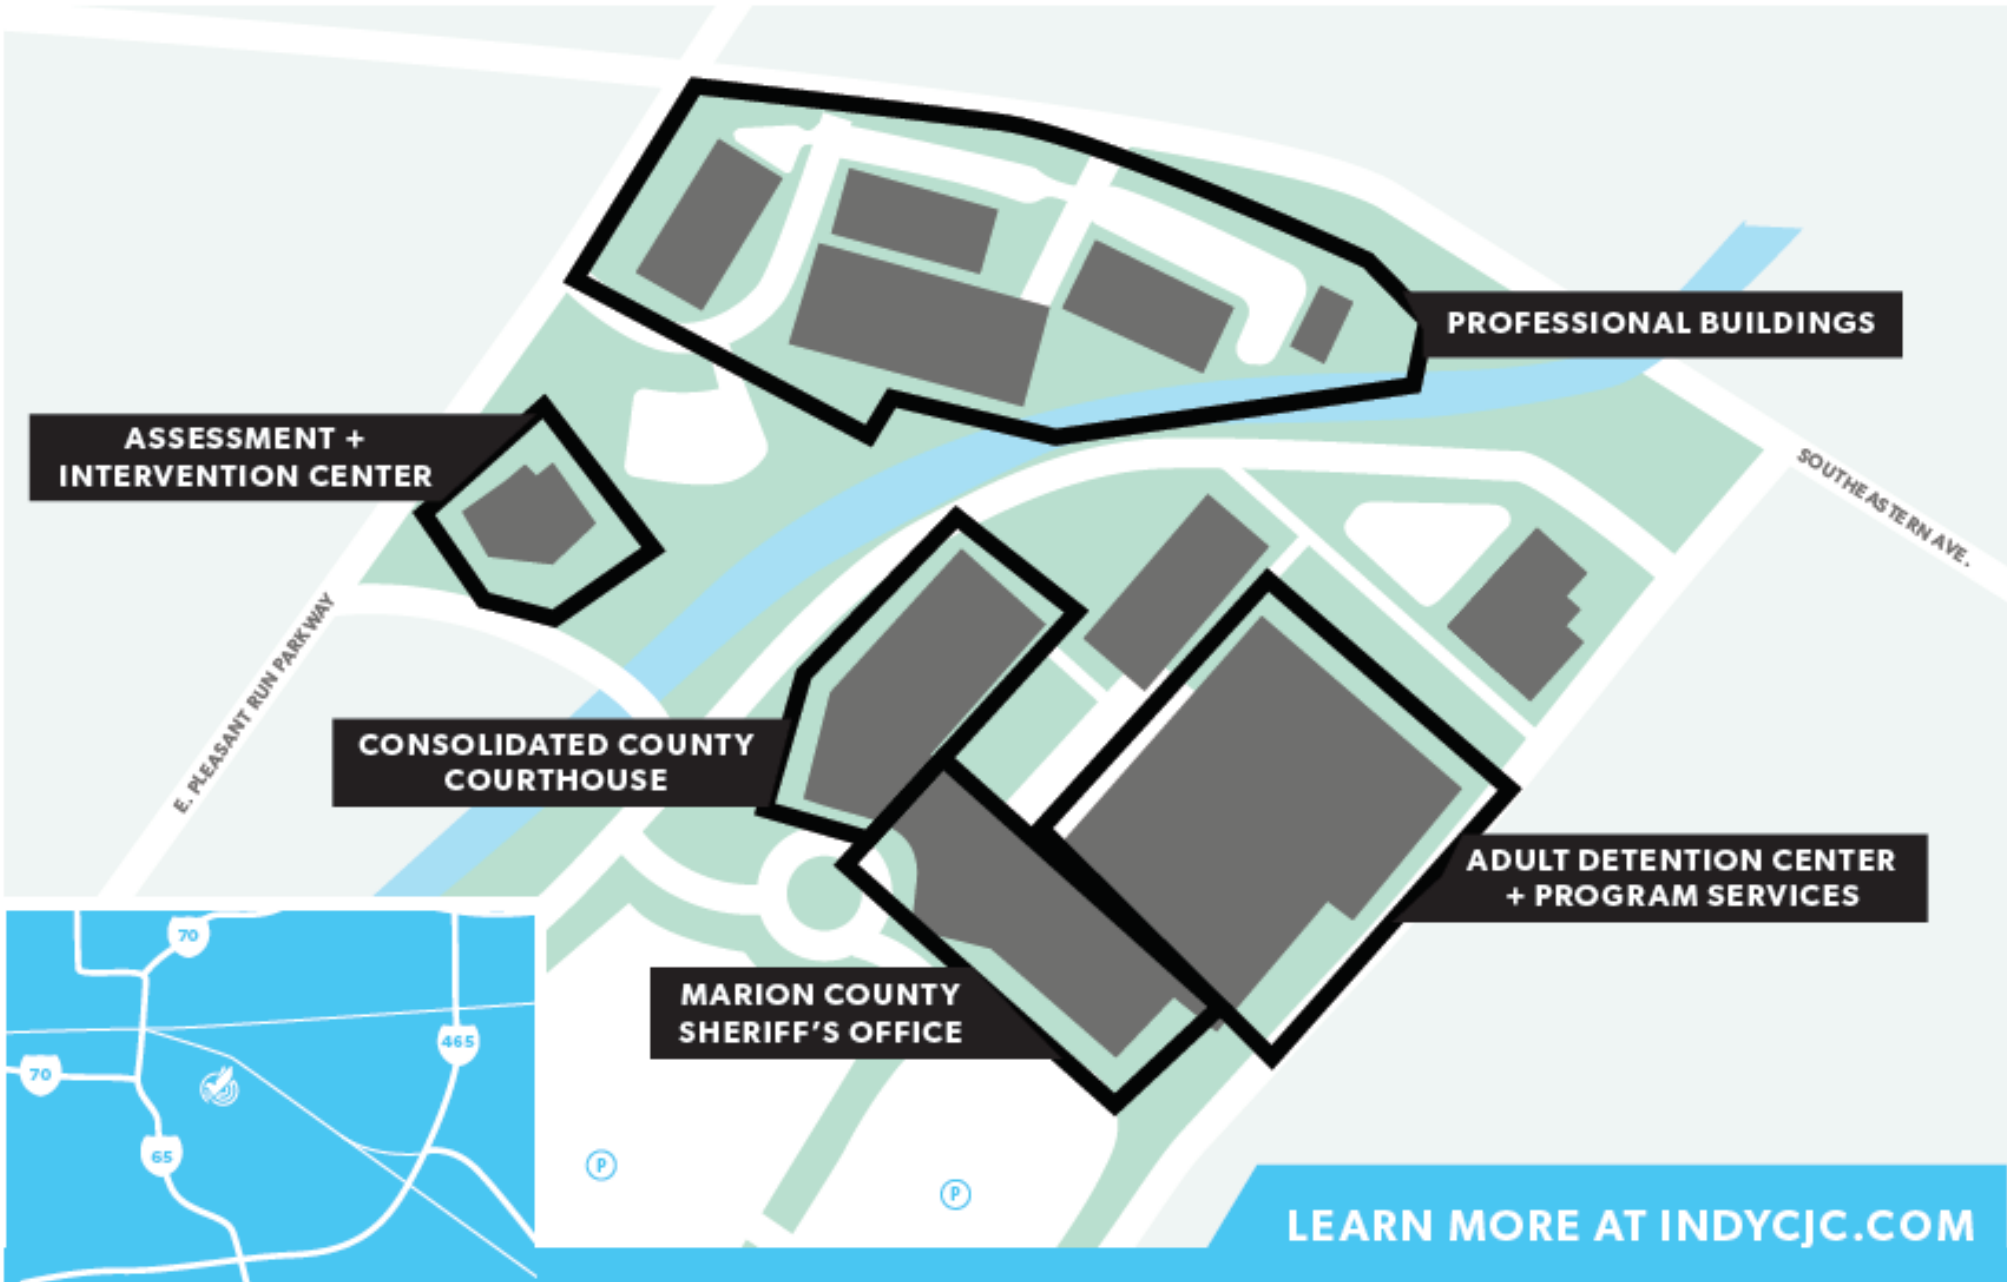 PROFESSIONAL BUILDINGS
ASSESSMENT +
INTERVENTION CENTER
SOUTHEASTERN AVE.
E. PLEASANT RUN PARKWAY
CONSOLIDATED COUNTY
COURTHOUSE
ADULT DETENTION CENTER
+ PROGRAM SERVICES
MARION COUNTY
SHERIFF'S OFFICE
70
465
70
65
P
P
LEARN MORE AT INDYCJC.COM